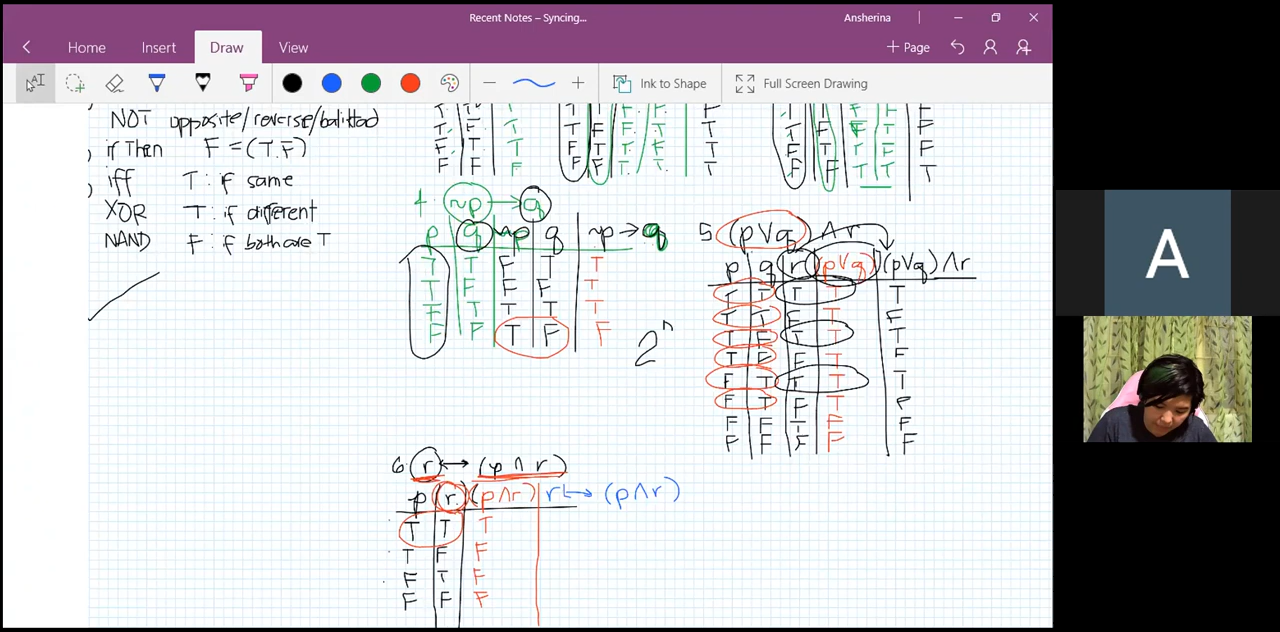 Recent Notes – Syncing...
Ansherina
Home Insert Draw View
Page
Ink to Shape
Full Screen Drawing
NOT opposite/reverse/baliktad
if Then F = (T.F)
iff T : if same
XOR T : if different
NAND F : if both are T
T T T T F F T T T F T F F
F F T F T T F F T F T
F T T T F T T F T T T F
F F F F T T F F T T T
4 ~p → q
p q ~p q ~p → q
T T F T T
T F F F T
F T T T T
F F T F F
2ⁿ
5 (p∨q) ∧ r
p q r (p∨q) (p∨q) ∧ r
T T T T T
T T F T F
T F T T T
T F F T F
F T T T T
F T F T F
F F T F F
F F F F F
6 r ↔ (p ∧ r)
p r (p∧r) r ↔ (p∧r)
T T T
T F F
F T F
F F F
A